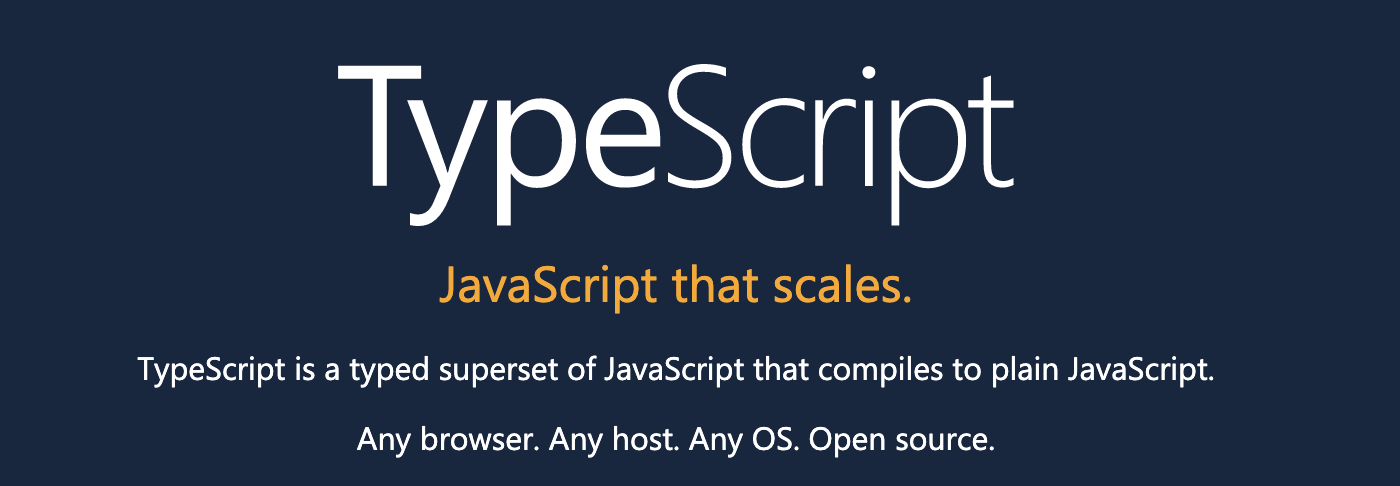 TypeScript
JavaScript that scales.
TypeScript is a typed superset of JavaScript that compiles to plain JavaScript.
Any browser. Any host. Any OS. Open source.